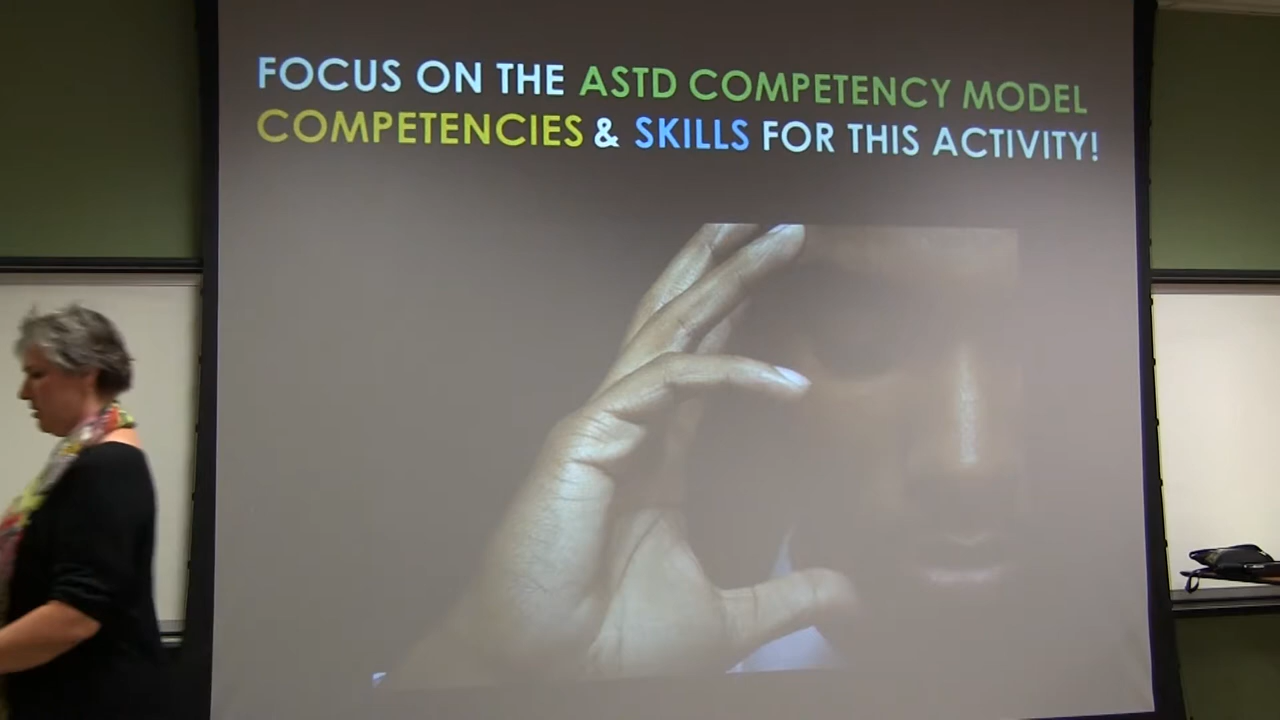 FOCUS ON THE ASTD COMPETENCY MODEL
COMPETENCIES & SKILLS FOR THIS ACTIVITY!